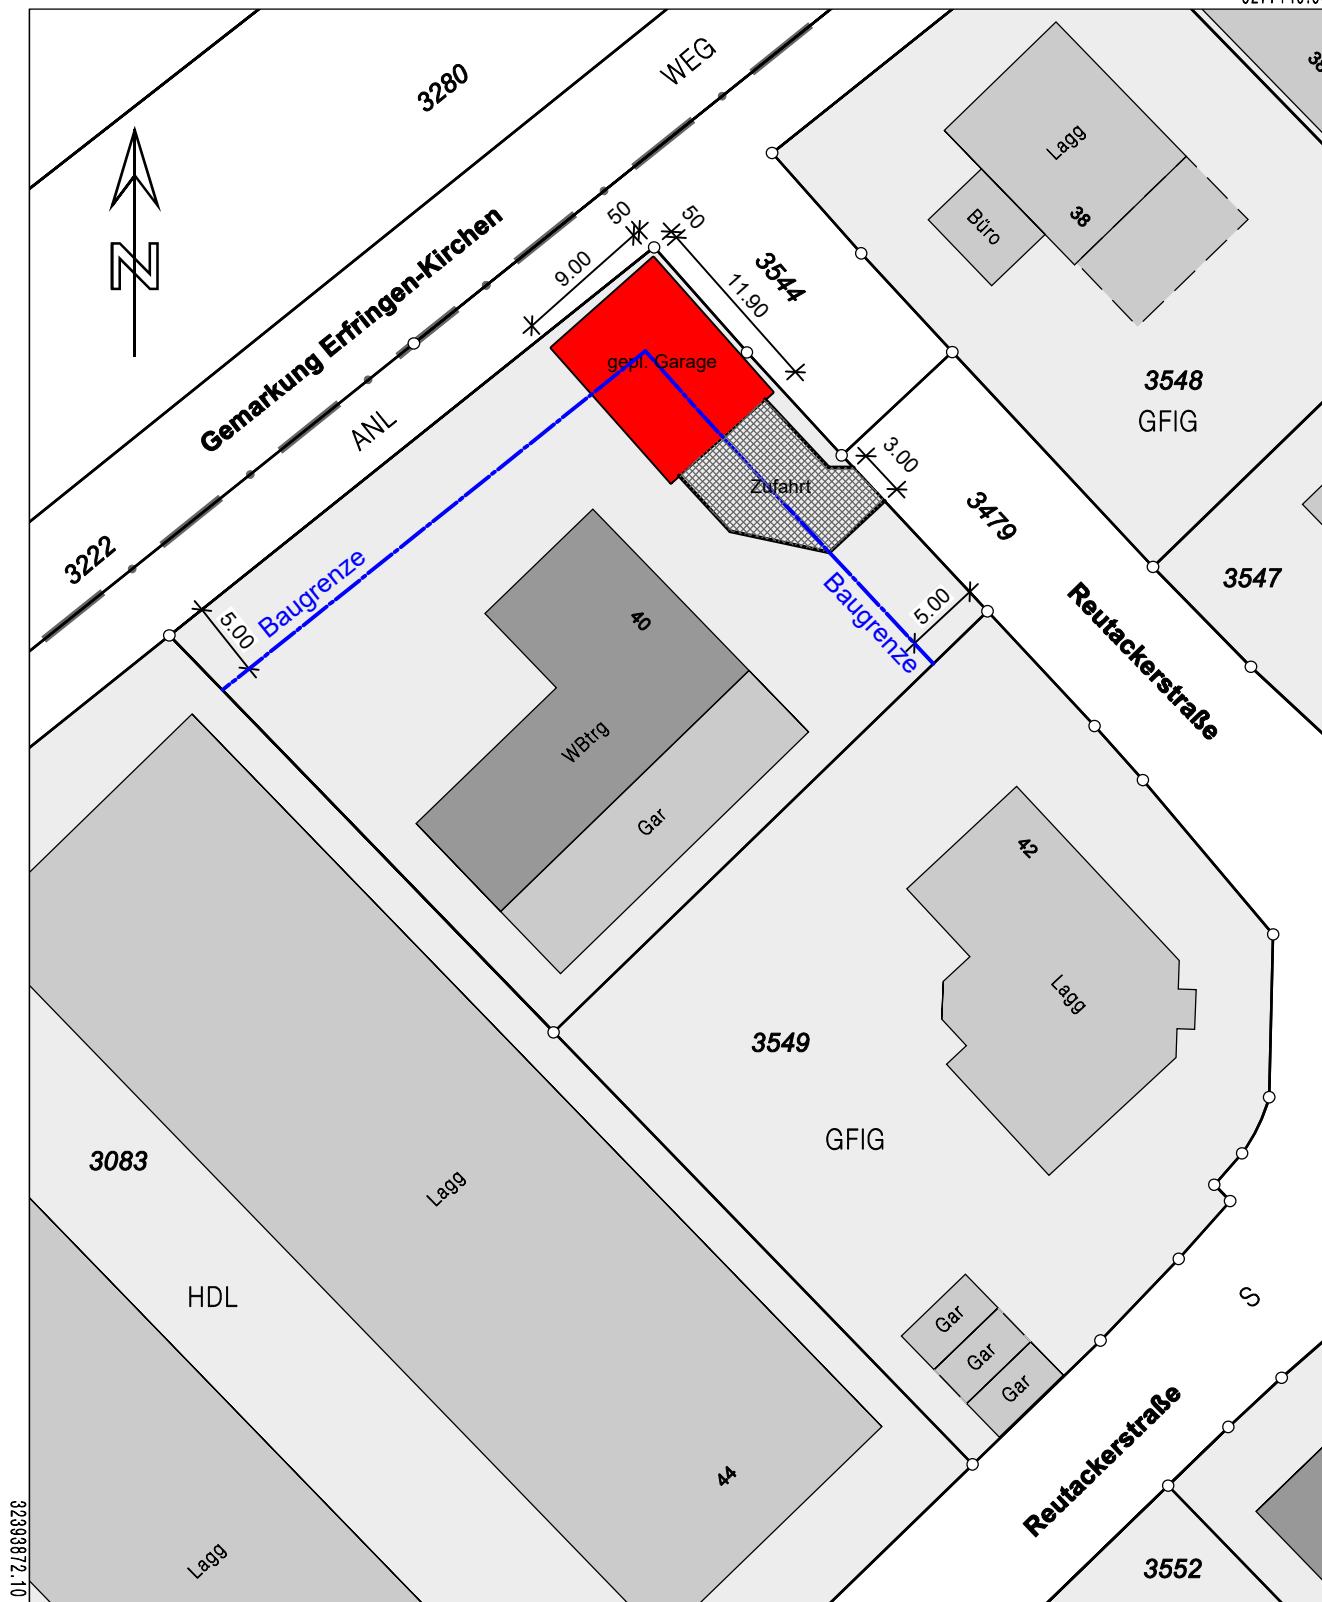 3280
WEG
N
Gemarkung Erfringen-Kirchen
50
50
9.00
11.90
3544
Lagg
38
Büro
3548
GFIG
gepl. Garage
Zufahrt
3.00
3479
3547
ANL
3222
5.00
Baugrenze
Baugrenze
5.00
Reutackerstraße
40
WBtrg
Gar
42
Lagg
3549
GFIG
3083
HDL
Lagg
44
Lagg
Gar
Gar
Gar
S
Reutackerstraße
3552
32393872.10